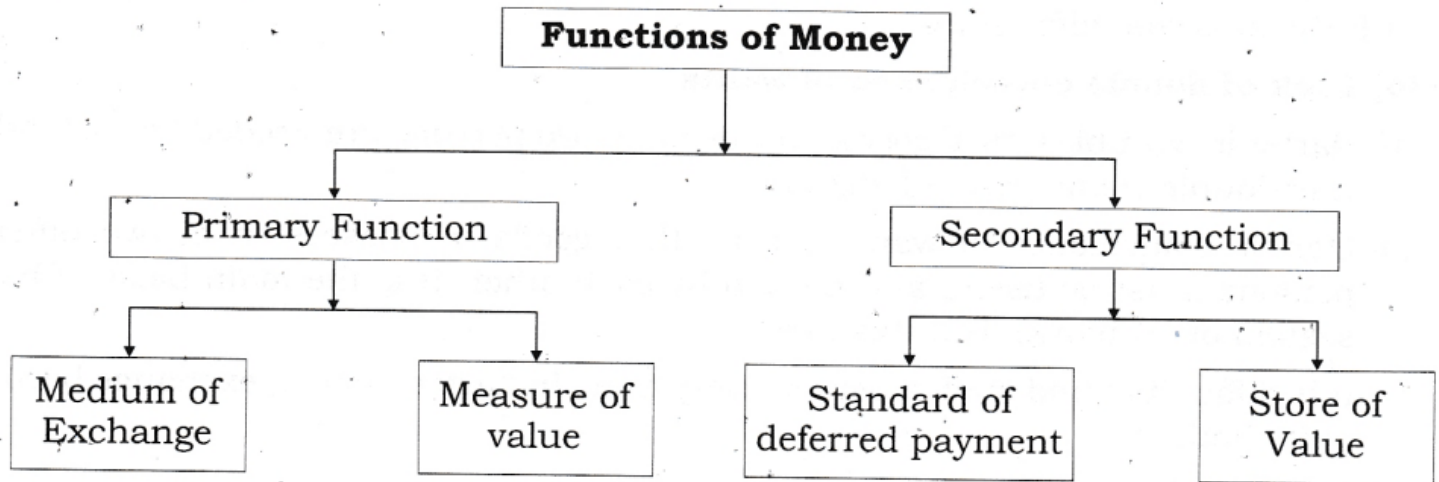 Functions of Money
Primary Function
Secondary Function
Medium of
Exchange
Measure of
value
Standard of
deferred payment
Store of
Value